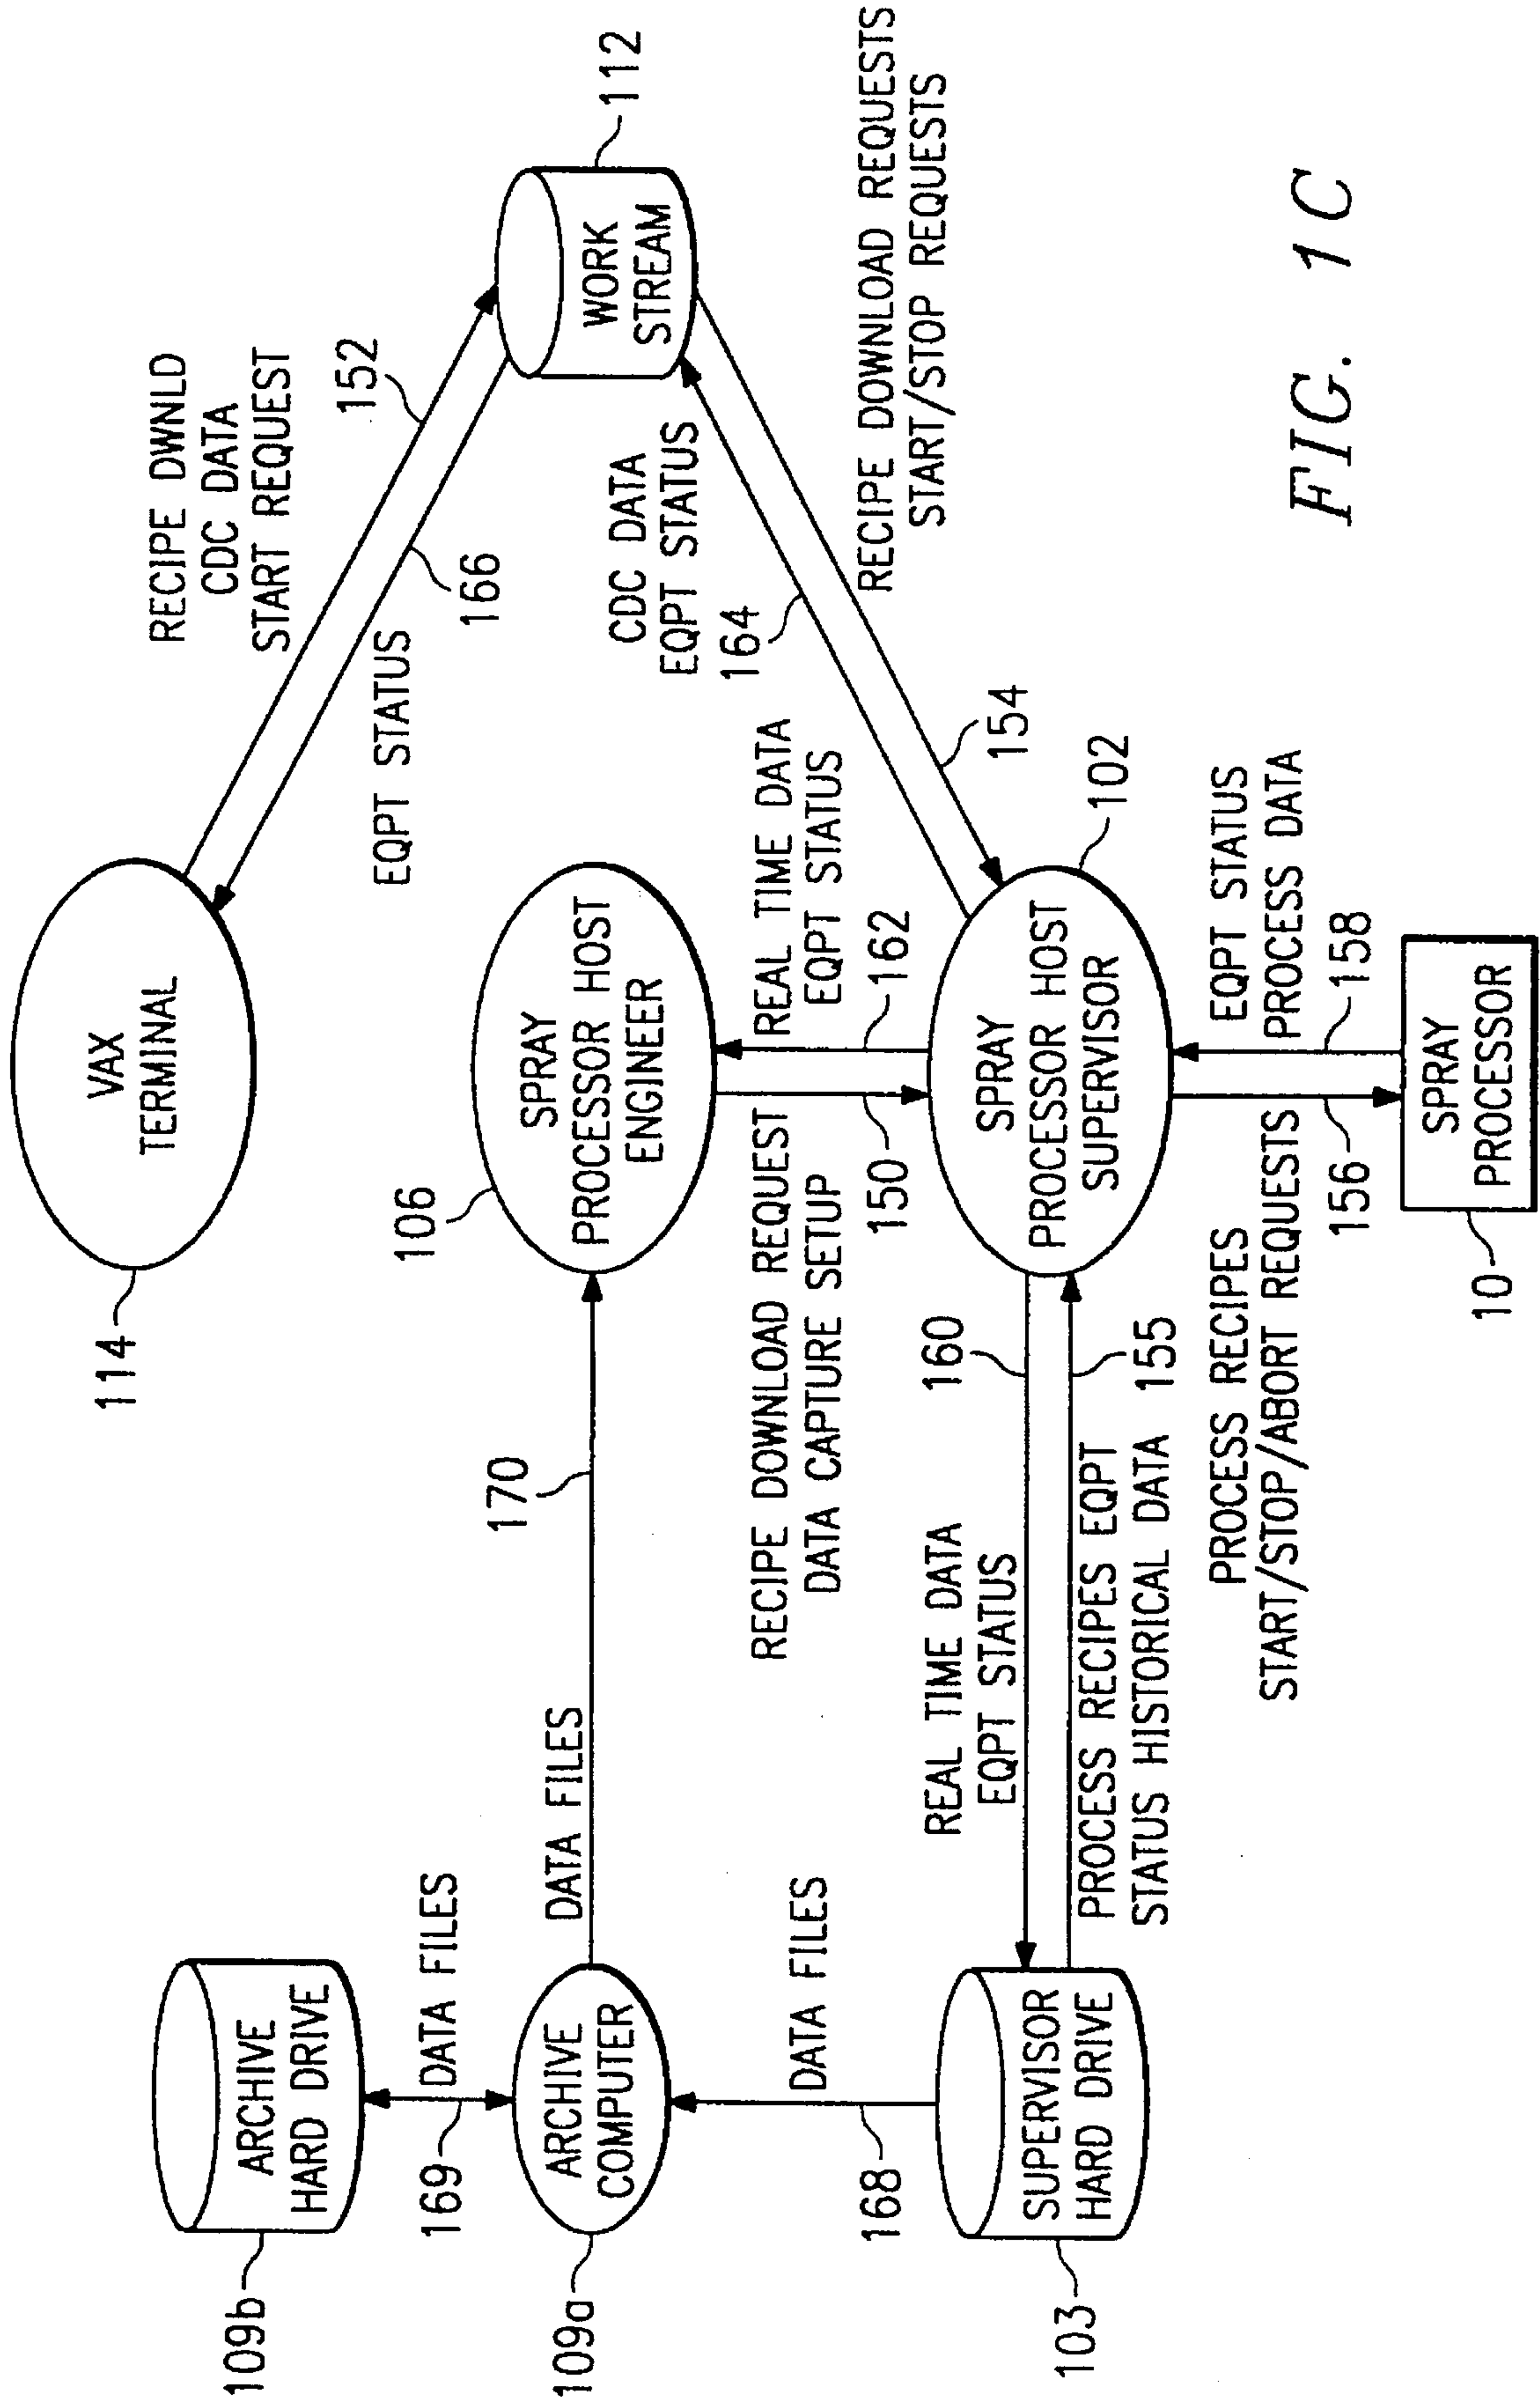 109b
ARCHIVE
HARD DRIVE
169
DATA FILES
109a
ARCHIVE
COMPUTER
DATA FILES
170
168
DATA FILES
103
SUPERVISOR
HARD DRIVE
114
VAX
TERMINAL
RECIPE DWNLD
CDC DATA
START REQUEST
152
166
EQPT STATUS
WORK
STREAM
112
106
SPRAY
PROCESSOR HOST
ENGINEER
CDC DATA
EQPT STATUS
164
RECIPE DOWNLOAD REQUESTS
START/STOP REQUESTS
154
RECIPE DOWNLOAD REQUEST
DATA CAPTURE SETUP
150
REAL TIME DATA
EQPT STATUS
162
REAL TIME DATA
EQPT STATUS
160
PROCESS RECIPES EQPT
STATUS HISTORICAL DATA
155
SPRAY
PROCESSOR HOST
SUPERVISOR
102
PROCESS RECIPES
START/STOP/ABORT REQUESTS
156
EQPT STATUS
PROCESS DATA
158
10
SPRAY
PROCESSOR
FIG. 1C